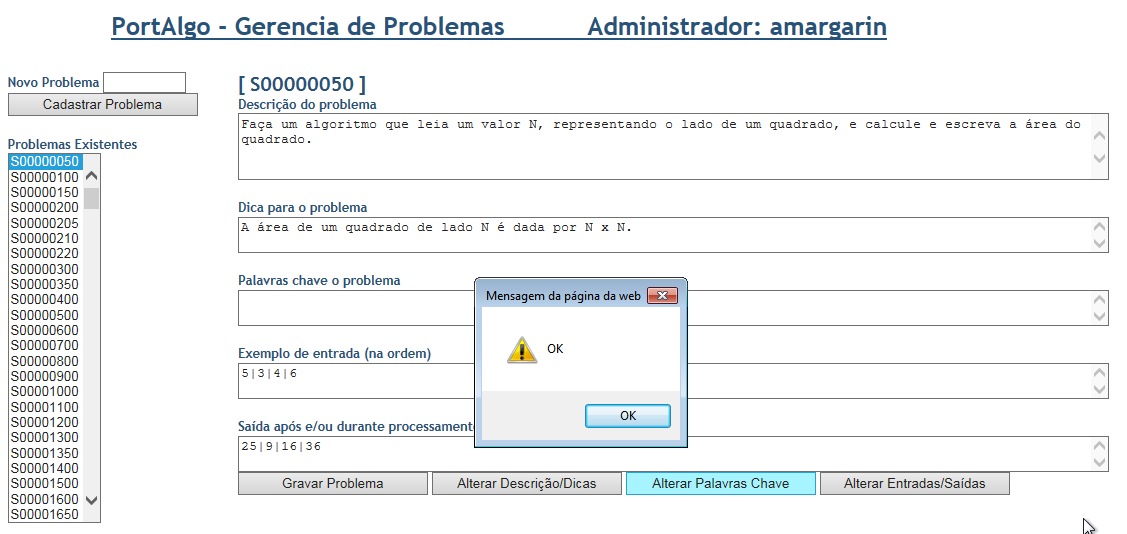 PortAlgo - Gerencia de Problemas Administrador: amargarin
Novo Problema
Cadastrar Problema
Problemas Existentes
S00000050
S00000100
S00000150
S00000200
S00000205
S00000210
S00000220
S00000300
S00000350
S00000400
S00000500
S00000600
S00000700
S00000800
S00000900
S00001000
S00001100
S00001200
S00001300
S00001350
S00001400
S00001500
S00001600
S00001650
[ S00000050 ]
Descrição do problema
Faça um algoritmo que leia um valor N, representando o lado de um quadrado, e calcule e escreva a área do
quadrado.
Dica para o problema
A área de um quadrado de lado N é dada por N x N.
Palavras chave o problema
Exemplo de entrada (na ordem)
5|3|4|6
Saída após e/ou durante processament
25|9|16|36
Gravar Problema
Alterar Descrição/Dicas
Alterar Palavras Chave
Alterar Entradas/Saídas
Mensagem da página da web
OK
OK